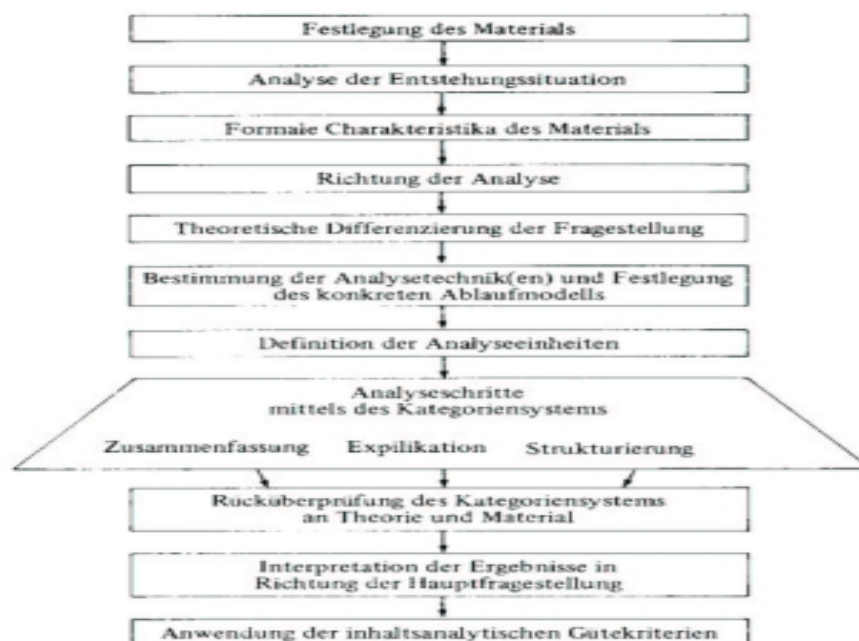 Festlegung des Materials
Analyse der Entstehungssituation
Formale Charakteristika des Materials
Richtung der Analyse
Theoretische Differenzierung der Fragestellung
Bestimmung der Analysetechnik(en) und Festlegung
des konkreten Ablaufmodells
Definition der Analyseeinheiten
Analyseschritte
mittels des Kategoriensystems
Zusammenfassung Expilikation Strukturierung
Rücküberprüfung des Kategoriensystems
an Theorie und Material
Interpretation der Ergebnisse in
Richtung der Hauptfragestellung
Anwendung der inhaltsanalytischen Gütekriterien